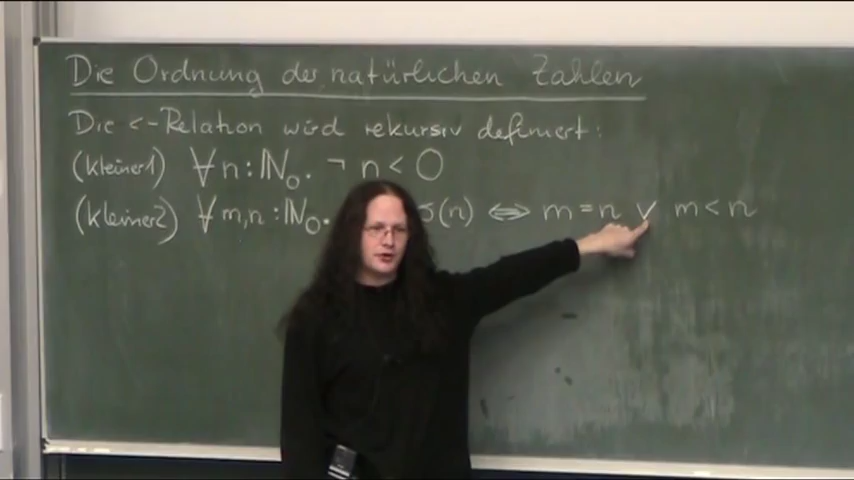 Die Ordnung der natürlichen Zahlen
Die <-Relation wird rekursiv definiert:
(kleiner1) ∀n:ℕ₀. ¬ n < 0
(kleiner2) ∀m,n:ℕ₀. σ(n) ⇔ m = n ∨ m < n